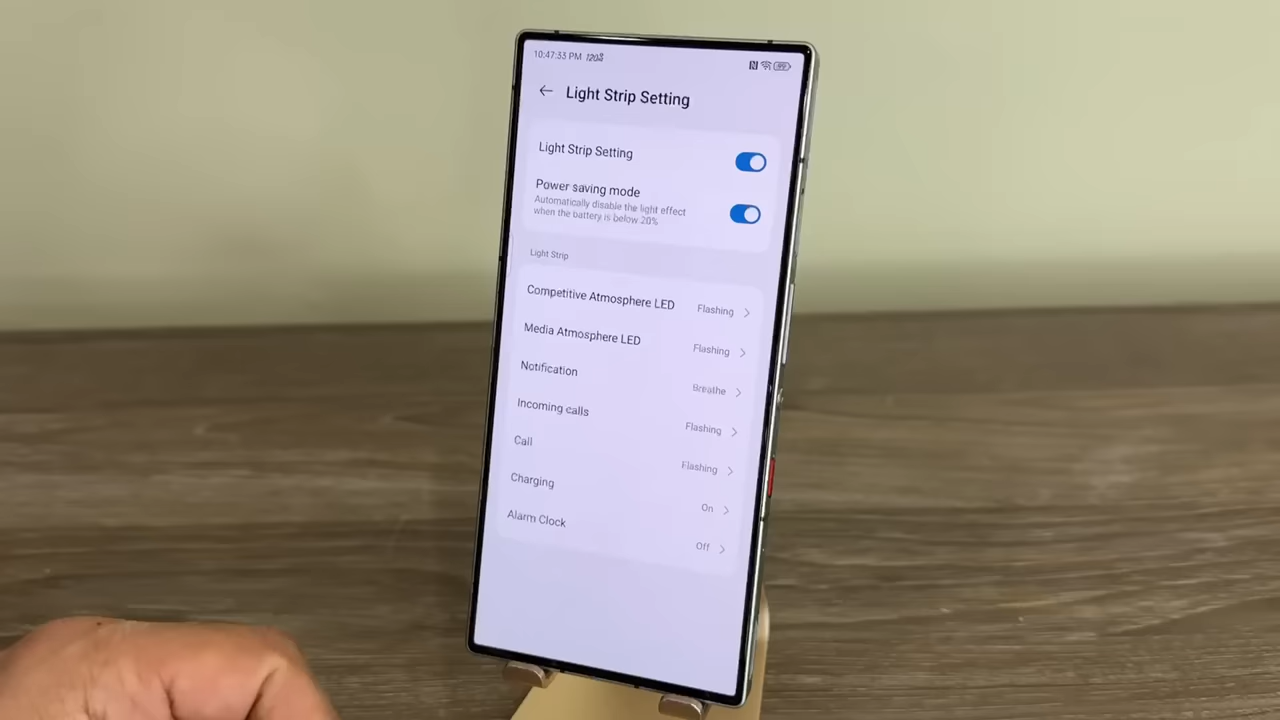 10:47:33 PM 120
Light Strip Setting
Light Strip Setting
Power saving mode
Automatically disable the light effect
when the battery is below 20%
Light Strip
Competitive Atmosphere LED Flashing
Media Atmosphere LED Flashing
Notification Breathe
Incoming calls Flashing
Call Flashing
Charging On
Alarm Clock Off